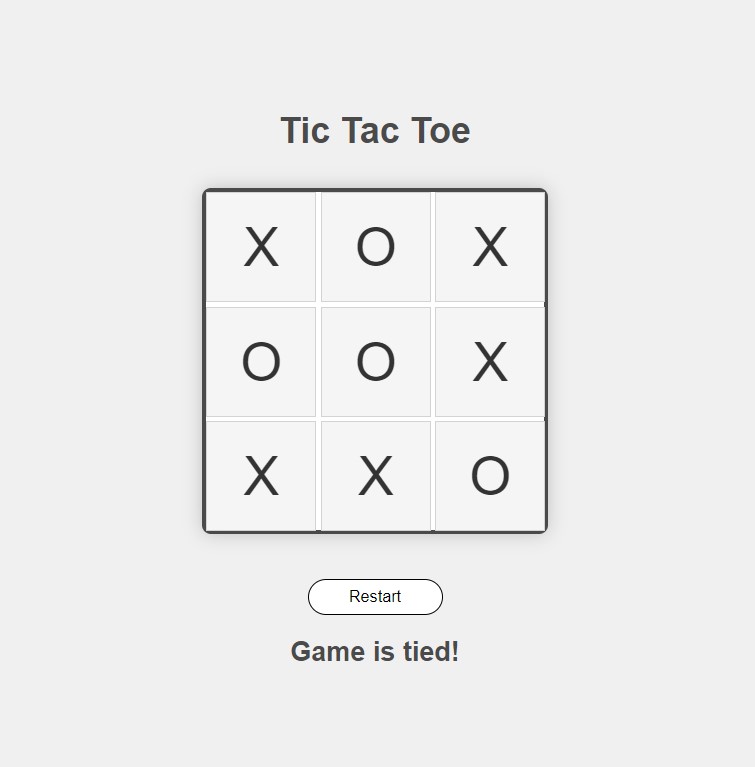 Tic Tac Toe
X O X
O O X
X X O
Restart
Game is tied!